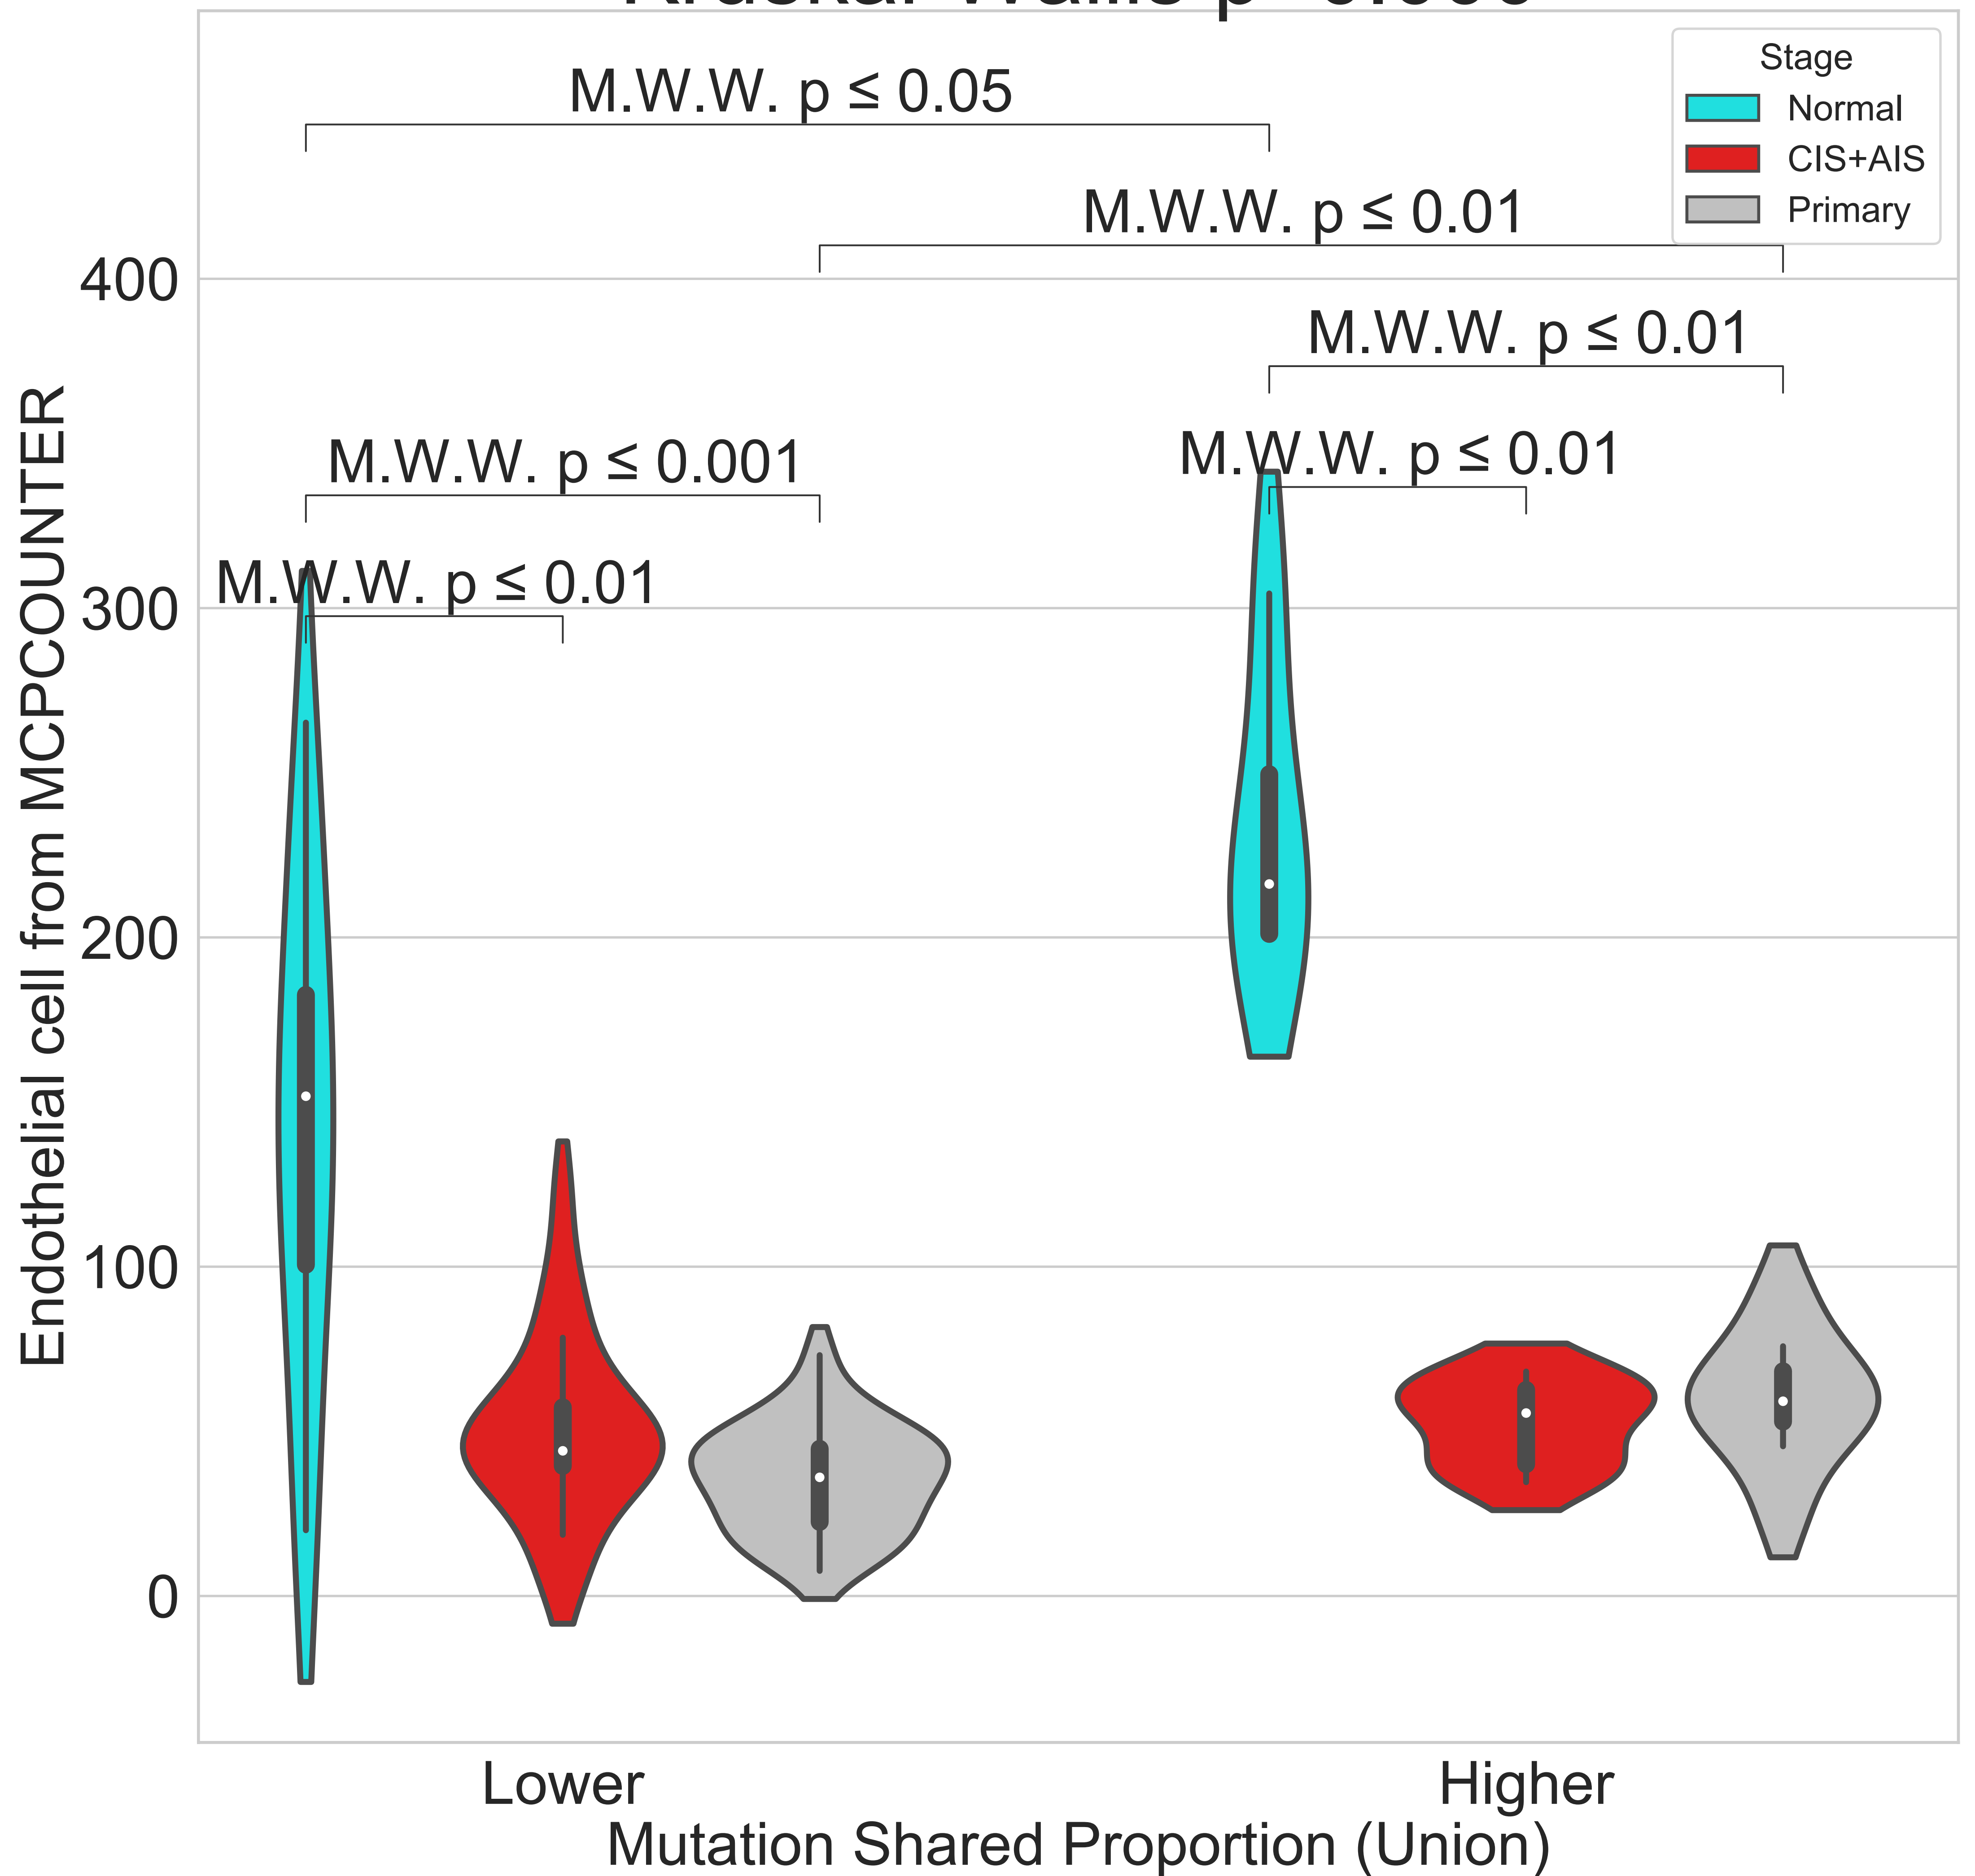 Stage
Normal
CIS+AIS
Primary
M.W.W. p ≤ 0.05
M.W.W. p ≤ 0.01
M.W.W. p ≤ 0.01
M.W.W. p ≤ 0.01
M.W.W. p ≤ 0.001
M.W.W. p ≤ 0.01
Endothelial cell from MCPCOUNTER
400
300
200
100
0
Lower
Higher
Mutation Shared Proportion (Union)